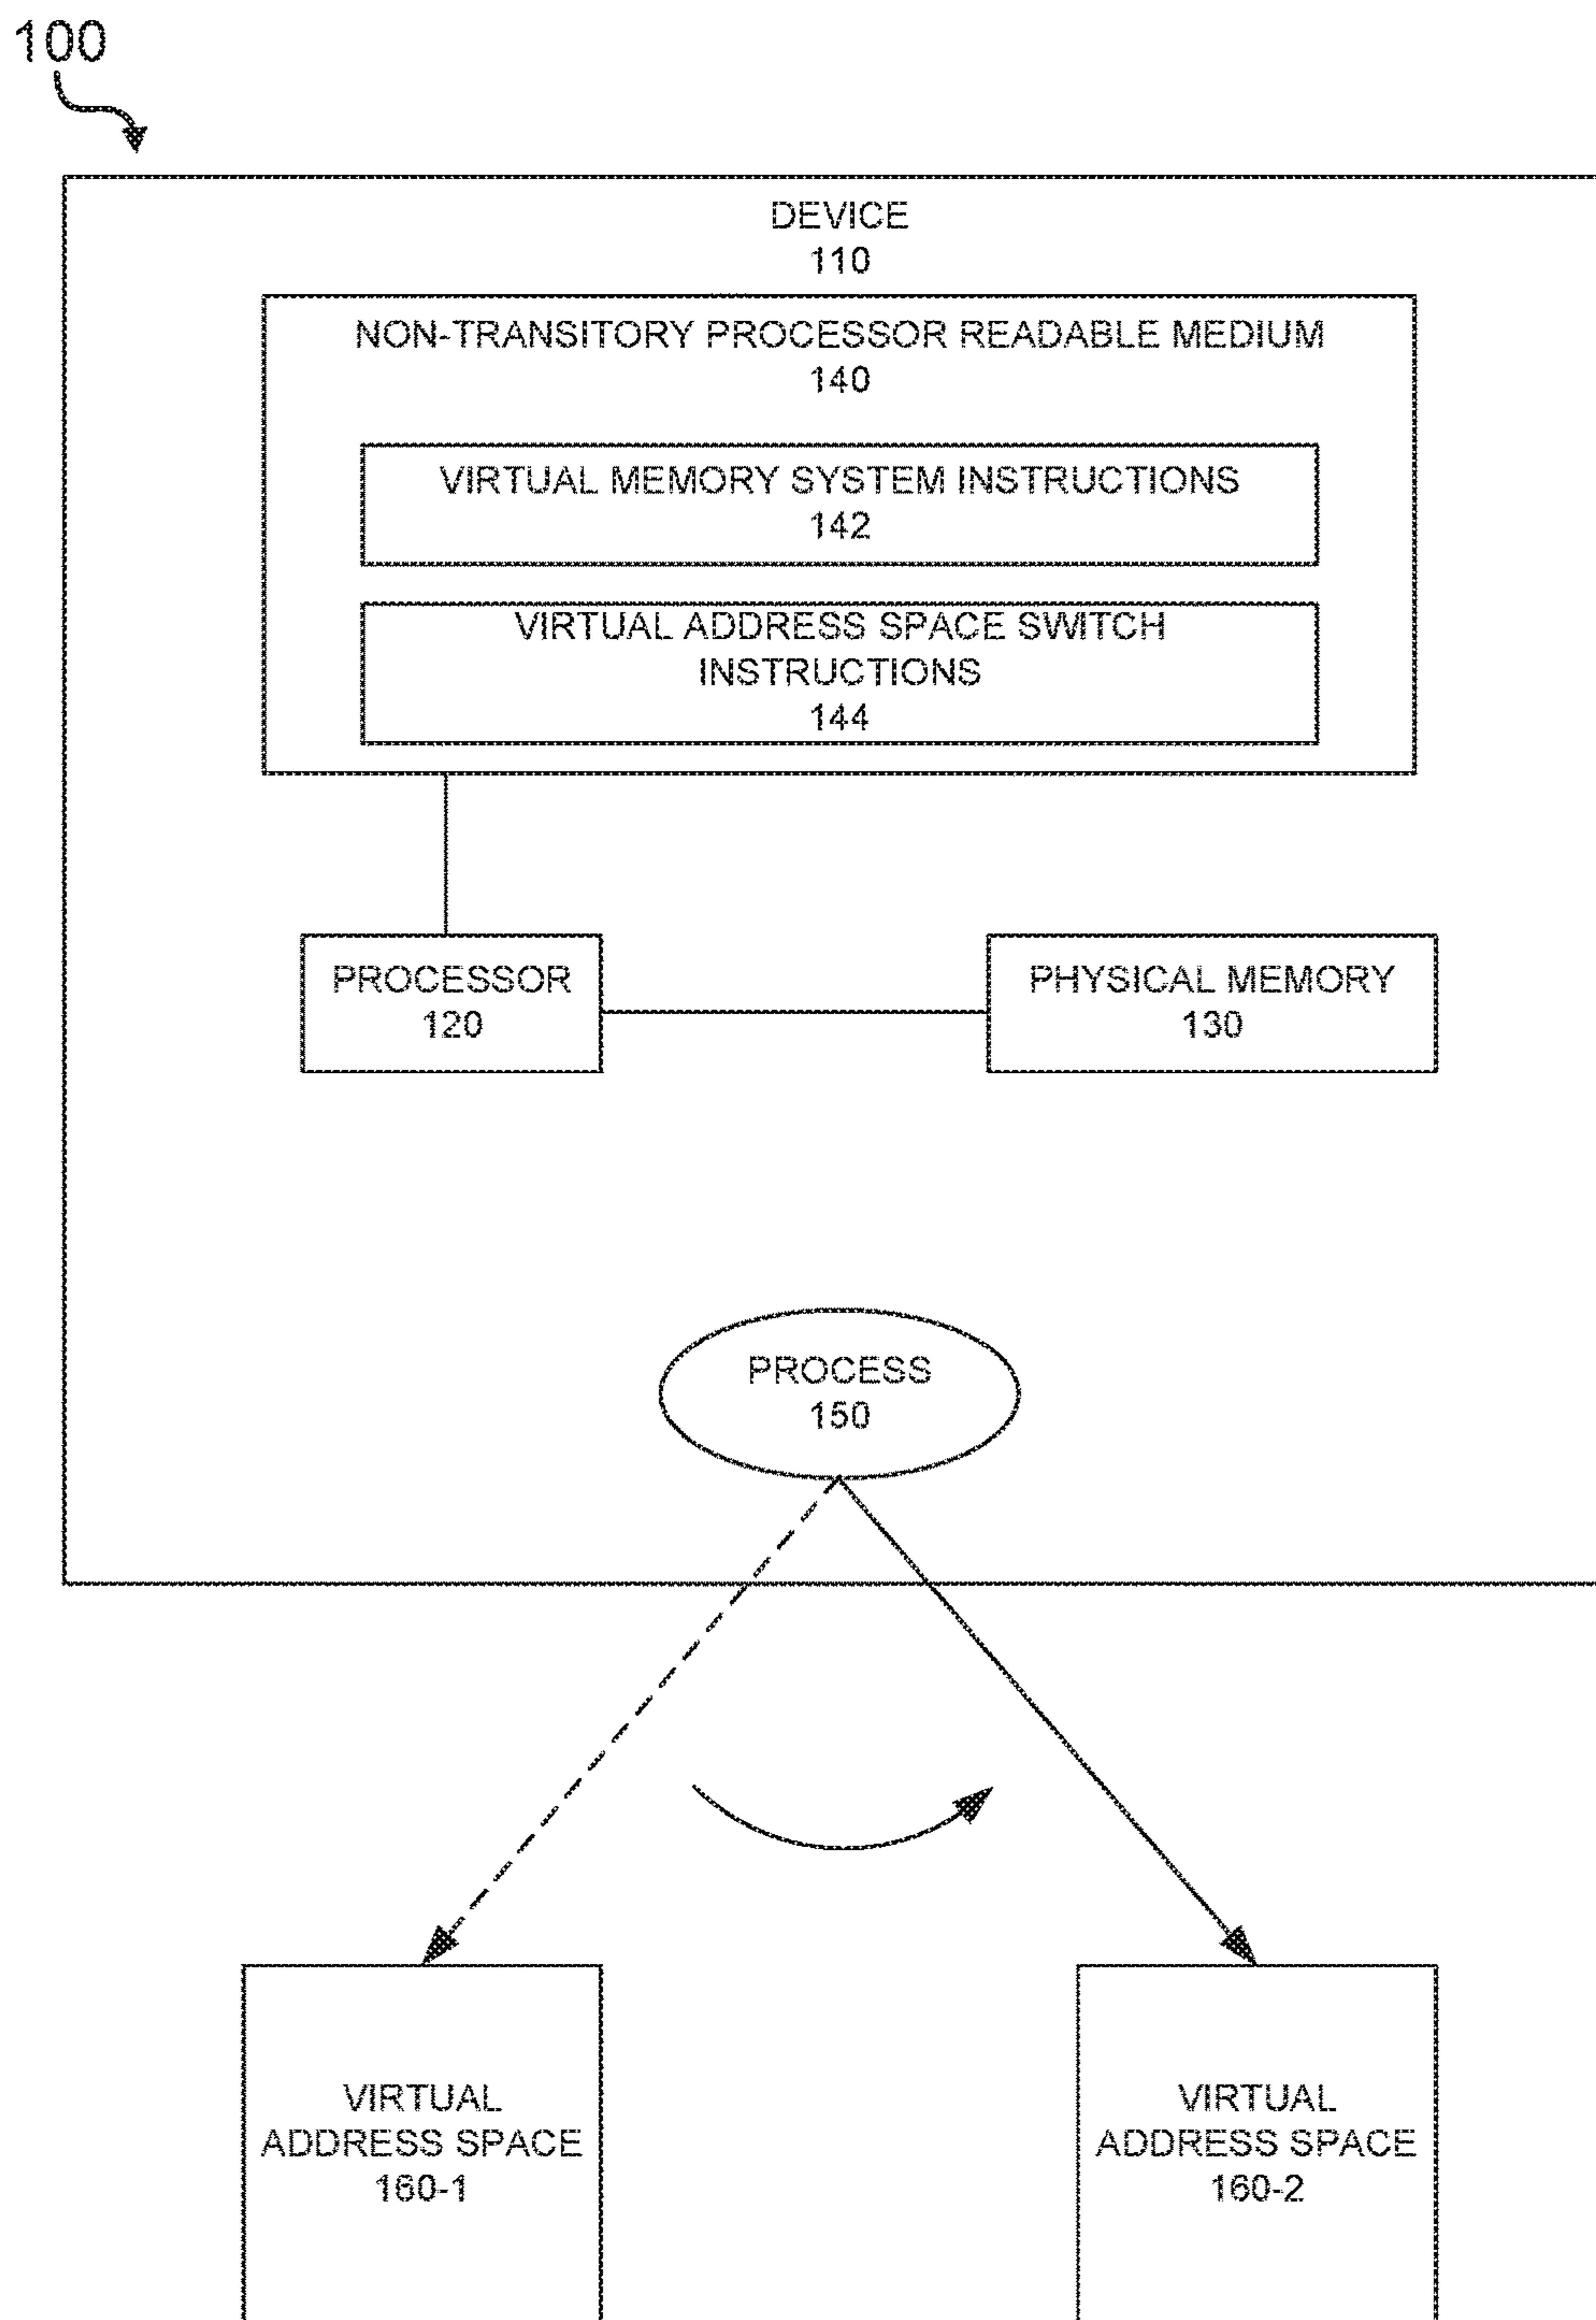 100
DEVICE
110
NON-TRANSITORY PROCESSOR READABLE MEDIUM
140
VIRTUAL MEMORY SYSTEM INSTRUCTIONS
142
VIRTUAL ADDRESS SPACE SWITCH
INSTRUCTIONS
144
PROCESSOR
120
PHYSICAL MEMORY
130
PROCESS
150
VIRTUAL
ADDRESS SPACE
160-1
VIRTUAL
ADDRESS SPACE
160-2